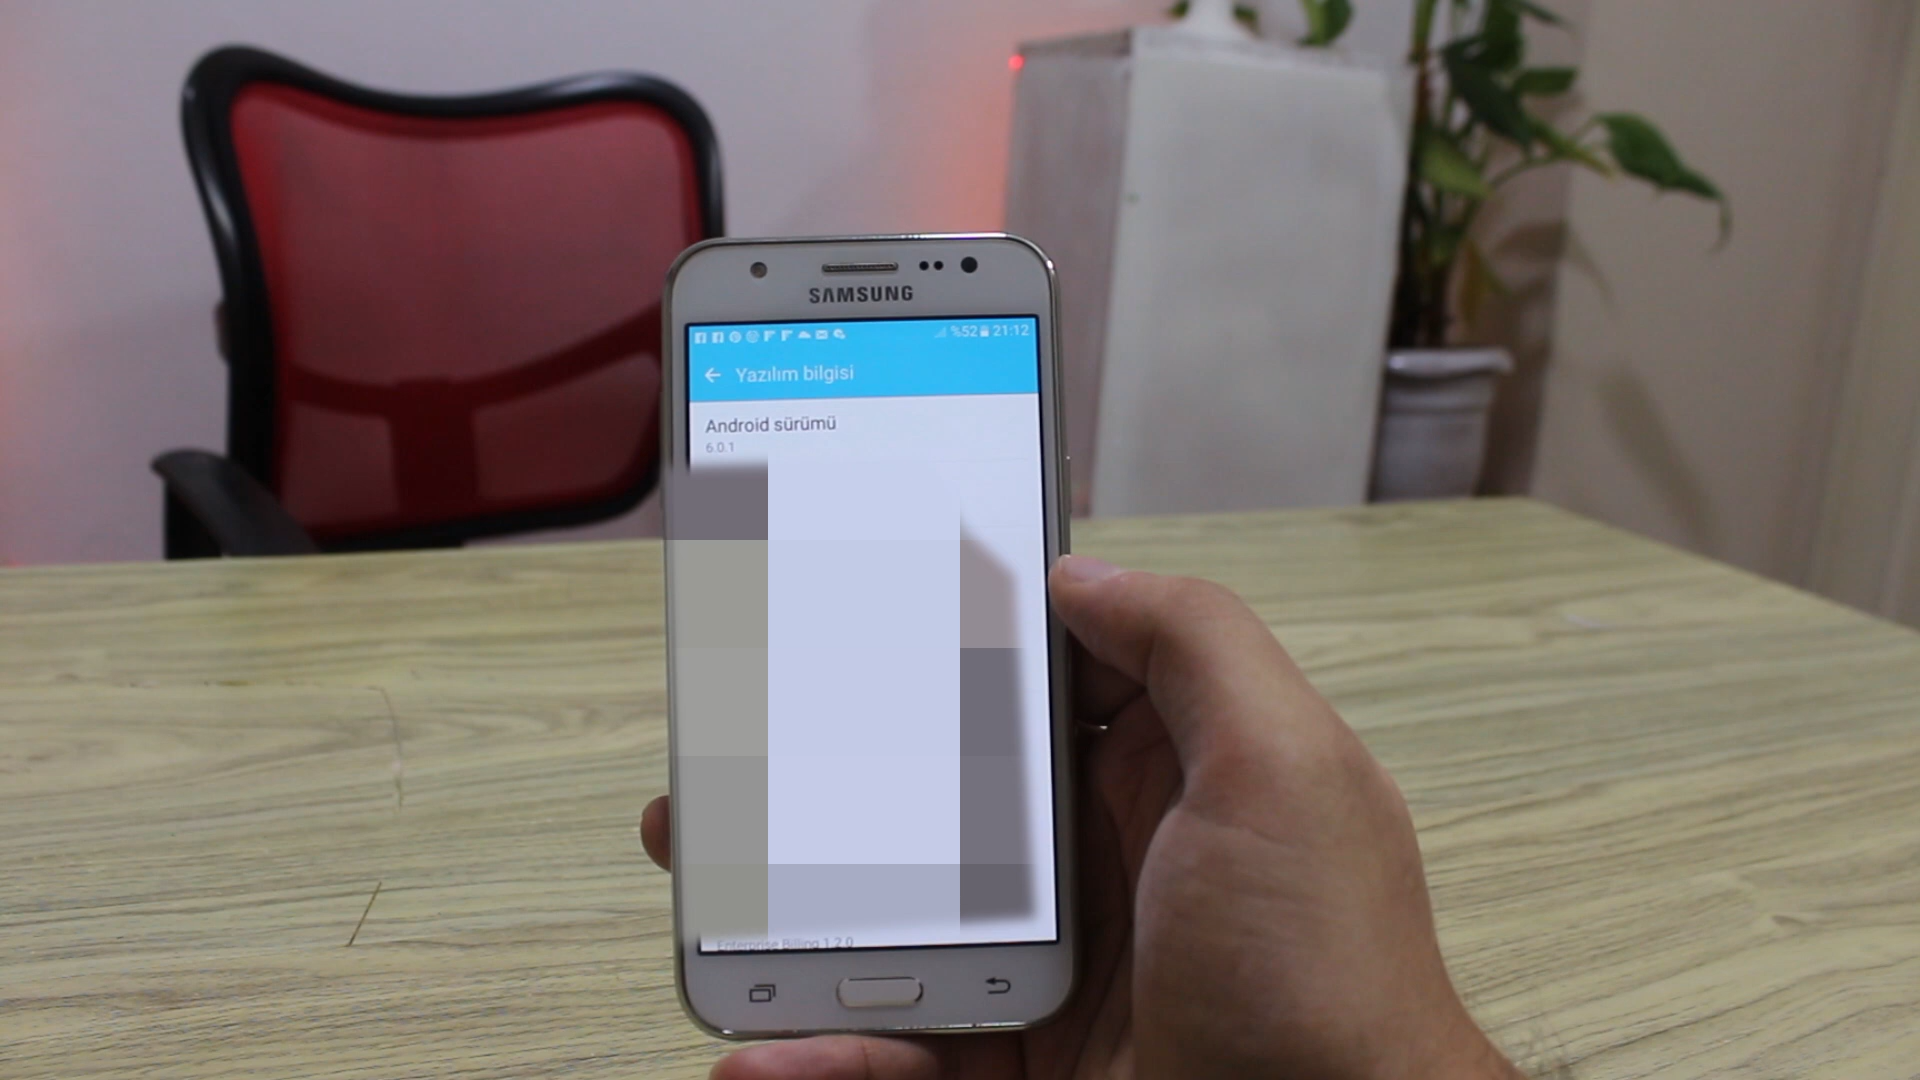 SAMSUNG
%52 21:12
Yazılım bilgisi
Android sürümü
6.0.1
Enterprise Billing 1.2.0